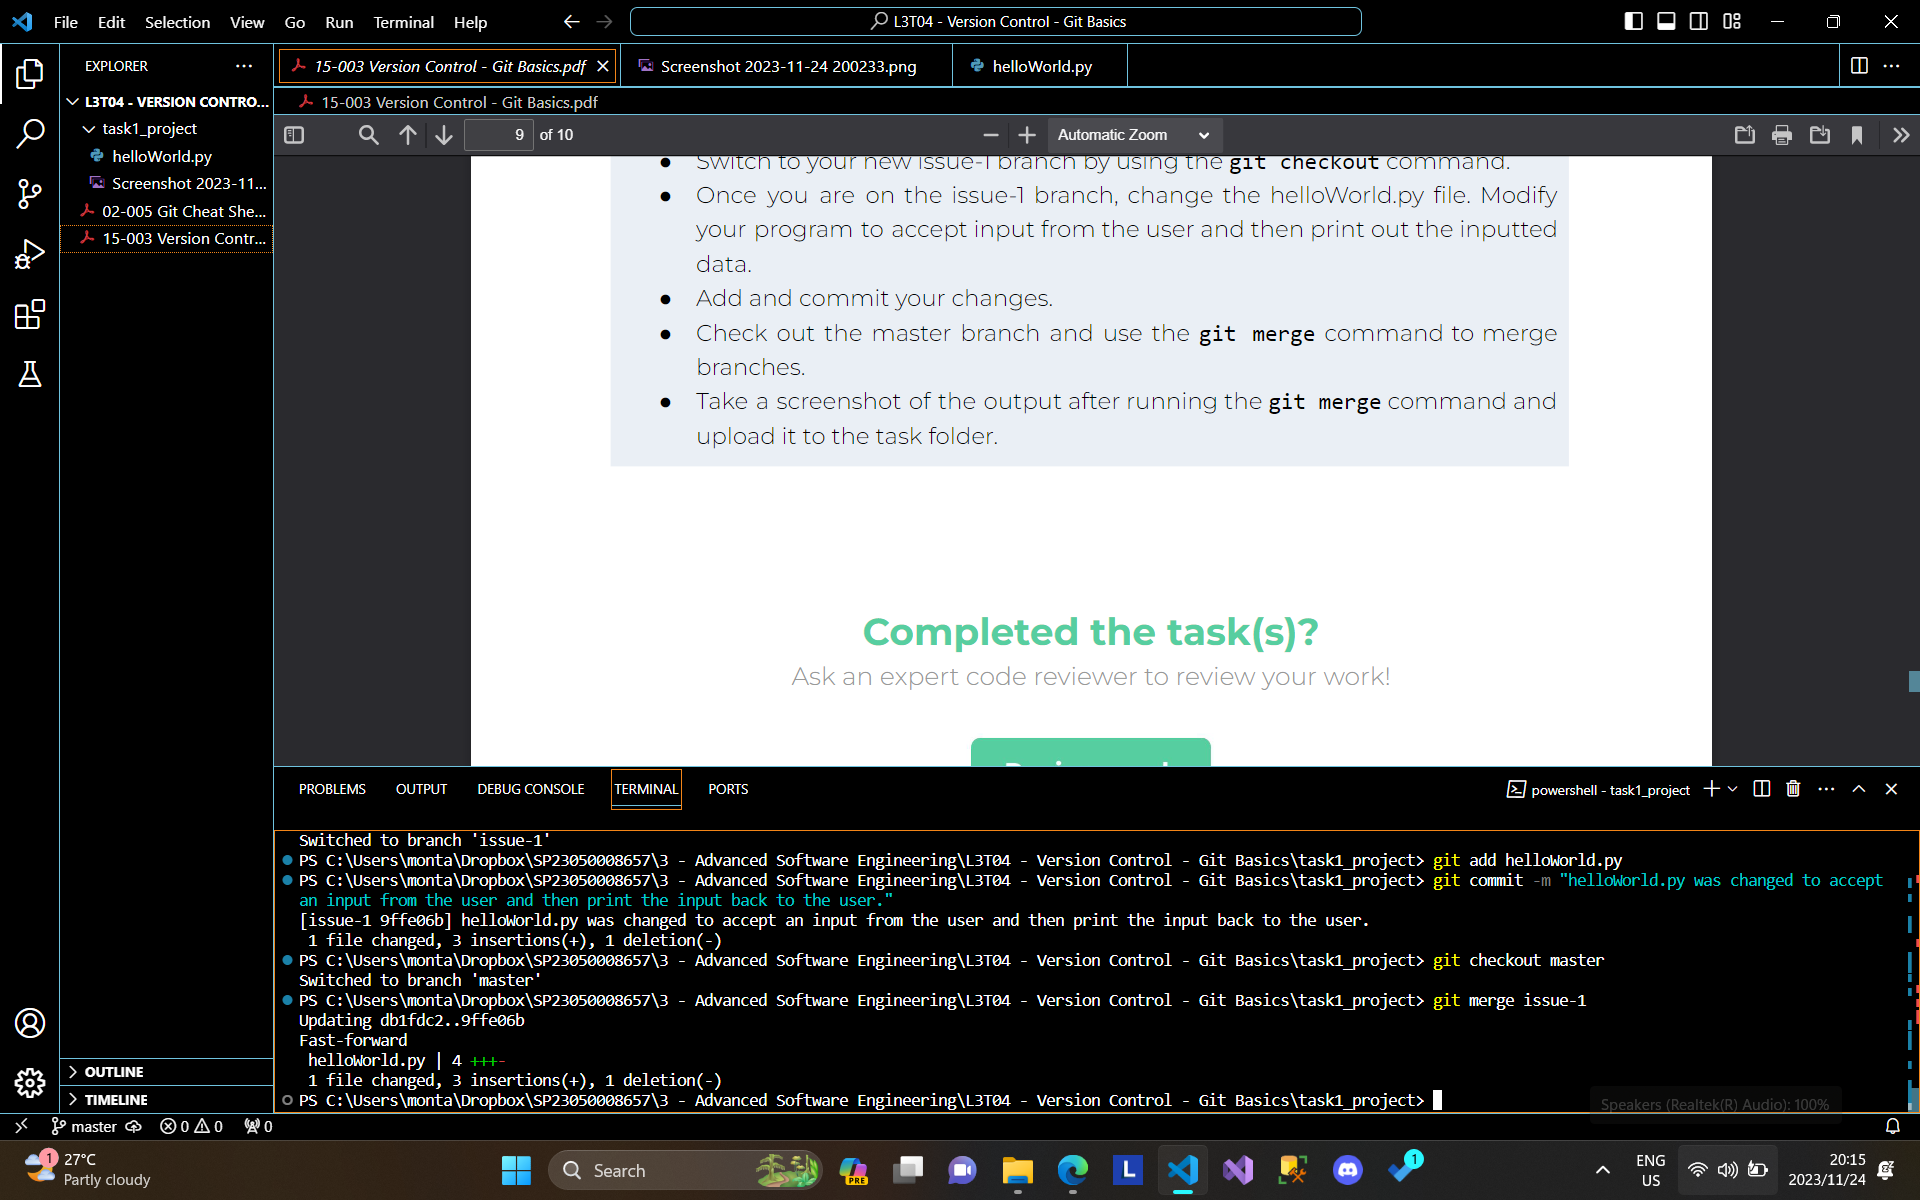 File Edit Selection View Go Run Terminal Help
L3T04 - Version Control - Git Basics
EXPLORER
L3T04 - VERSION CONTRO...
task1_project
helloWorld.py
Screenshot 2023-11...
02-005 Git Cheat She...
15-003 Version Contr...
OUTLINE
TIMELINE
15-003 Version Control - Git Basics.pdf
Screenshot 2023-11-24 200233.png
helloWorld.py
15-003 Version Control - Git Basics.pdf
9 of 10
Automatic Zoom
● Switch to your new issue-1 branch by using the git checkout command.
● Once you are on the issue-1 branch, change the helloWorld.py file. Modify
your program to accept input from the user and then print out the inputted
data.
● Add and commit your changes.
● Check out the master branch and use the git merge command to merge
branches.
● Take a screenshot of the output after running the git merge command and
upload it to the task folder.
Completed the task(s)?
Ask an expert code reviewer to review your work!
PROBLEMS OUTPUT DEBUG CONSOLE TERMINAL PORTS
powershell - task1_project
Switched to branch 'issue-1'
PS C:\Users\monta\Dropbox\SP23050008657\3 - Advanced Software Engineering\L3T04 - Version Control - Git Basics\task1_project> git add helloWorld.py
PS C:\Users\monta\Dropbox\SP23050008657\3 - Advanced Software Engineering\L3T04 - Version Control - Git Basics\task1_project> git commit -m "helloWorld.py was changed to accept
an input from the user and then print the input back to the user."
[issue-1 9ffe06b] helloWorld.py was changed to accept an input from the user and then print the input back to the user.
1 file changed, 3 insertions(+), 1 deletion(-)
PS C:\Users\monta\Dropbox\SP23050008657\3 - Advanced Software Engineering\L3T04 - Version Control - Git Basics\task1_project> git checkout master
Switched to branch 'master'
PS C:\Users\monta\Dropbox\SP23050008657\3 - Advanced Software Engineering\L3T04 - Version Control - Git Basics\task1_project> git merge issue-1
Updating db1fdc2..9ffe06b
Fast-forward
helloWorld.py | 4 +++-
1 file changed, 3 insertions(+), 1 deletion(-)
PS C:\Users\monta\Dropbox\SP23050008657\3 - Advanced Software Engineering\L3T04 - Version Control - Git Basics\task1_project>
Speakers (Realtek(R) Audio): 100%
master 0 0 0
1
27°C
Partly cloudy
Search
PRE
L
1
ENG
US
20:15
2023/11/24